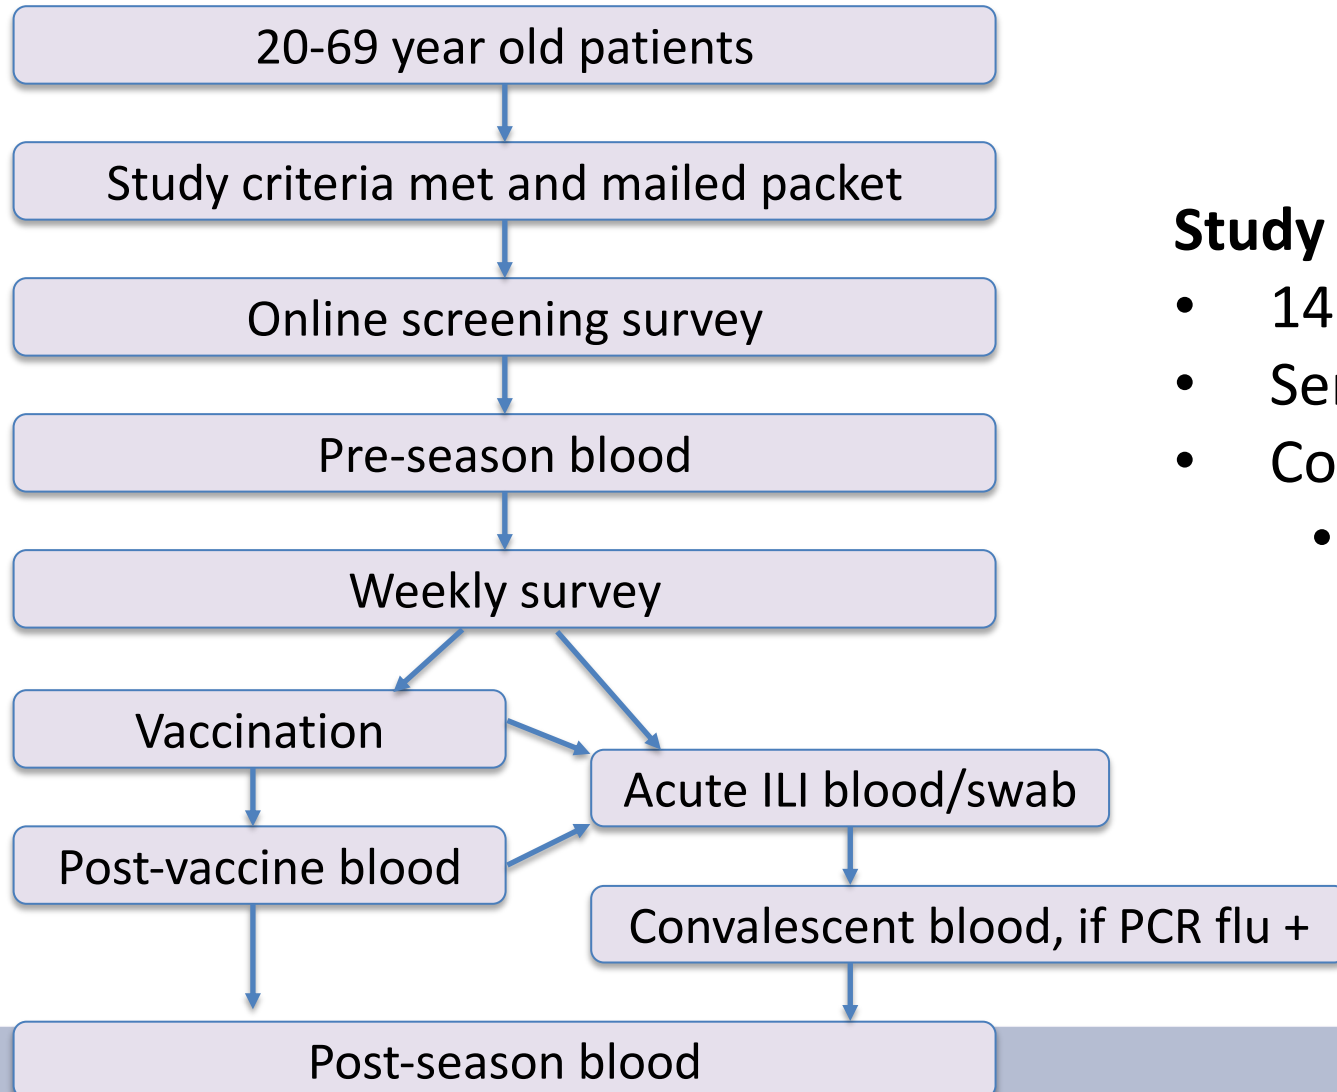 20-69 year old patients
Study criteria met and mailed packet
Online screening survey
Pre-season blood
Weekly survey
Vaccination
Acute ILI blood/swab
Post-vaccine blood
Convalescent blood, if PCR flu +
Post-season blood
Study
• 14
•
•
•